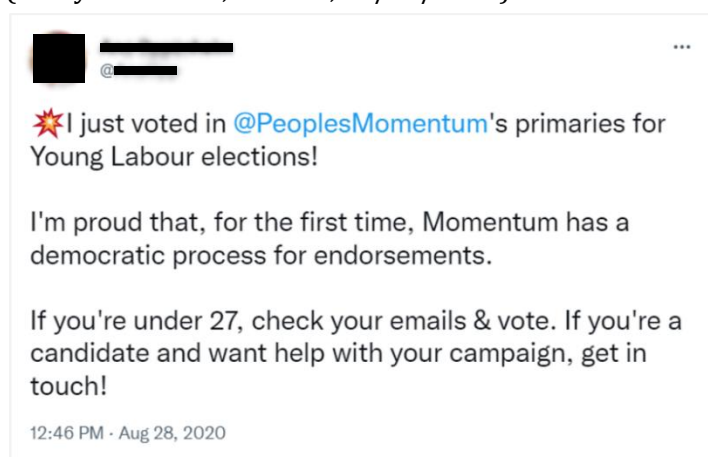 @
...
💥I just voted in @PeoplesMomentum's primaries for
Young Labour elections!
I'm proud that, for the first time, Momentum has a
democratic process for endorsements.
If you're under 27, check your emails & vote. If you're a
candidate and want help with your campaign, get in
touch!
12:46 PM · Aug 28, 2020